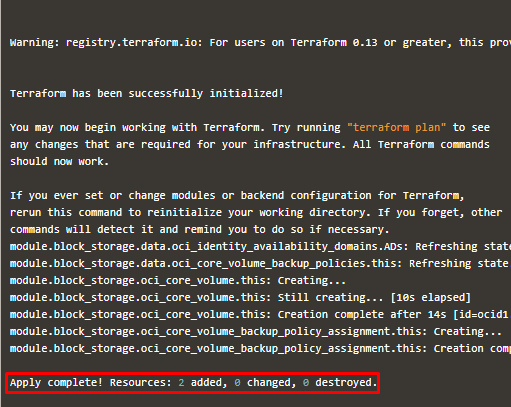 Warning: registry.terraform.io: For users on Terraform 0.13 or greater, this prov
Terraform has been successfully initialized!
You may now begin working with Terraform. Try running "terraform plan" to see
any changes that are required for your infrastructure. All Terraform commands
should now work.
If you ever set or change modules or backend configuration for Terraform,
rerun this command to reinitialize your working directory. If you forget, other
commands will detect it and remind you to do so if necessary.
module.block_storage.data.oci_identity_availability_domains.ADs: Refreshing state
module.block_storage.data.oci_core_volume_backup_policies.this: Refreshing state
module.block_storage.oci_core_volume.this: Creating...
module.block_storage.oci_core_volume.this: Still creating... [10s elapsed]
module.block_storage.oci_core_volume.this: Creation complete after 14s [id=ocid1
module.block_storage.oci_core_volume_backup_policy_assignment.this: Creating...
module.block_storage.oci_core_volume_backup_policy_assignment.this: Creation comp
Apply complete! Resources: 2 added, 0 changed, 0 destroyed.